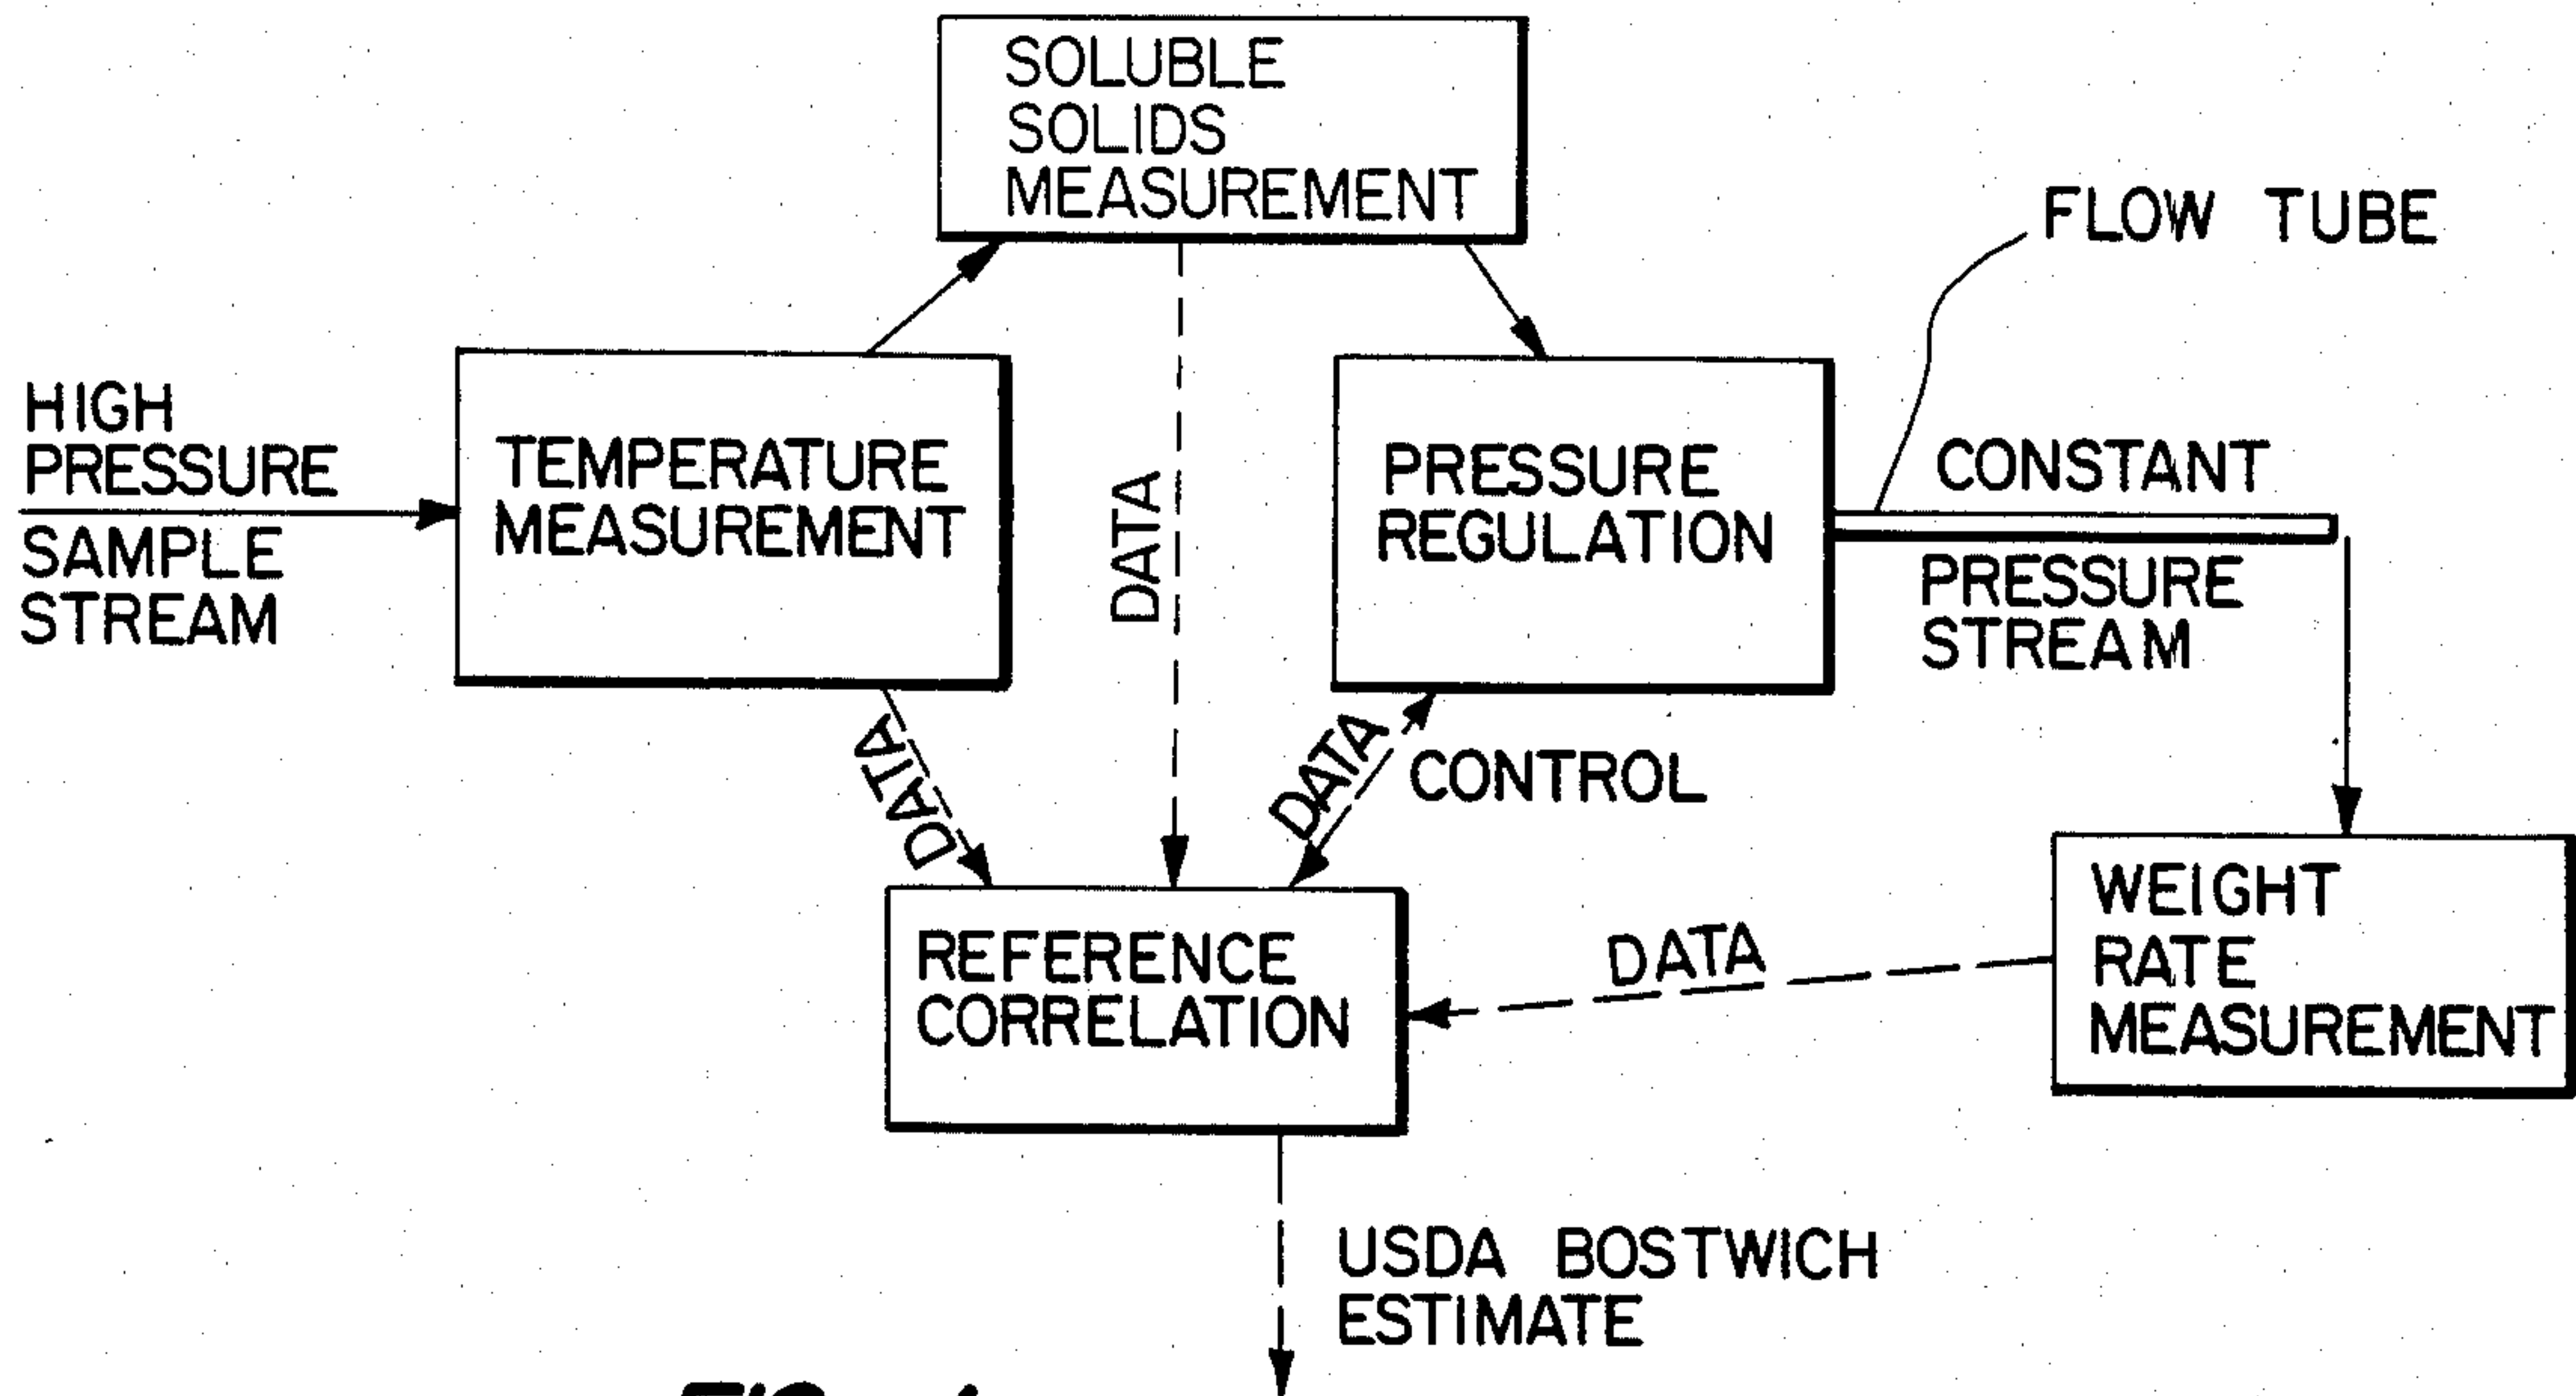 SOLUBLE
SOLIDS
MEASUREMENT
FLOW TUBE
HIGH
PRESSURE
SAMPLE
STREAM
TEMPERATURE
MEASUREMENT
DATA
PRESSURE
REGULATION
CONSTANT
PRESSURE
STREAM
DATA
DATA
CONTROL
REFERENCE
CORRELATION
DATA
WEIGHT
RATE
MEASUREMENT
USDA BOSTWICH
ESTIMATE